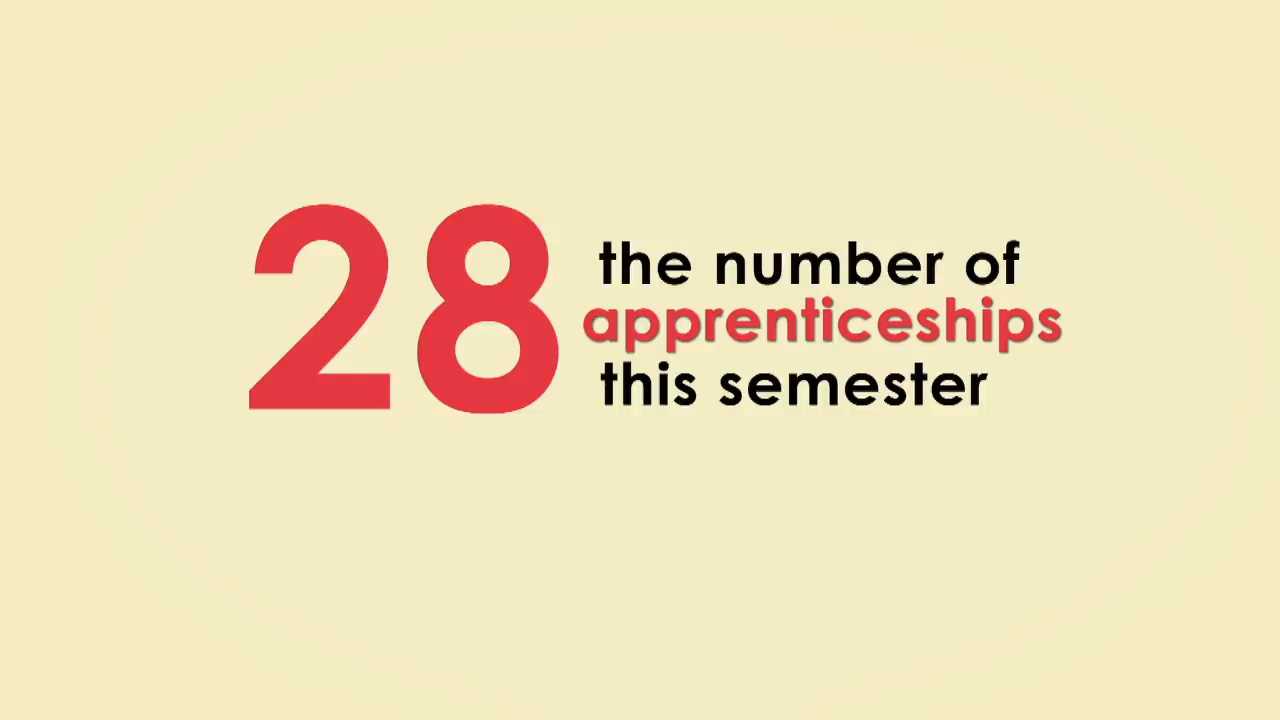 28
the number of
apprenticeships
this semester